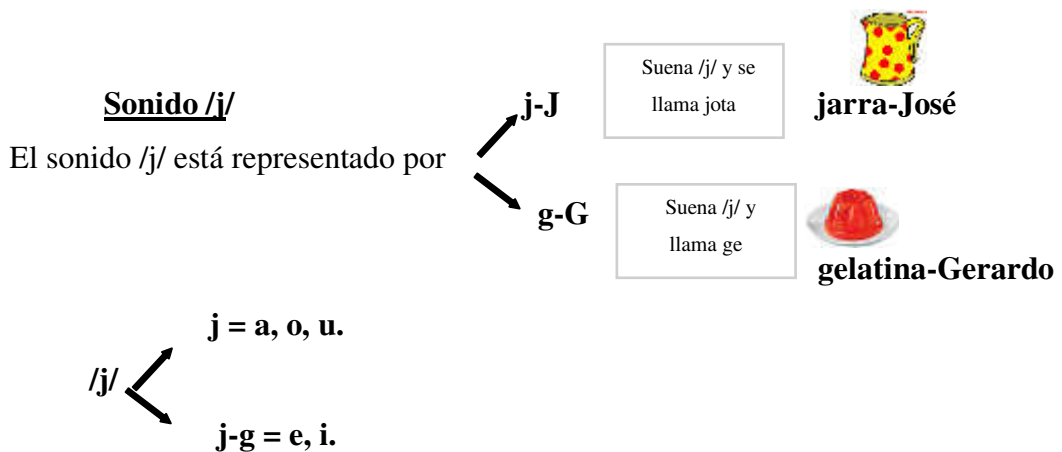 Sonido /j/
El sonido /j/ está representado por
j-J
Suena /j/ y se
llama jota
jarra-José
g-G
Suena /j/ y
llama ge
gelatina-Gerardo
/j/
j = a, o, u.
j-g = e, i.